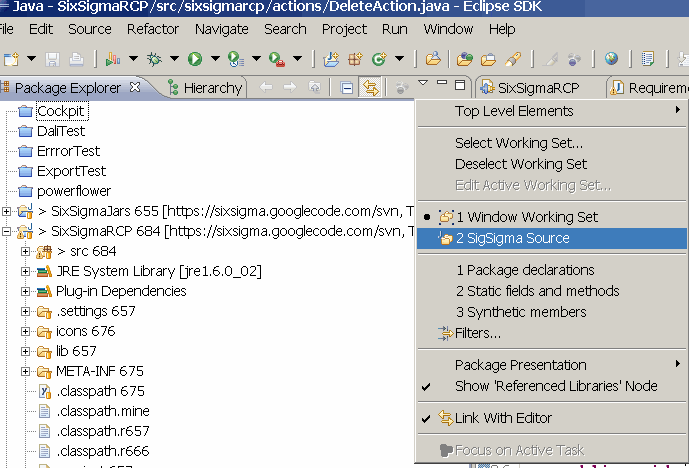 Java - SixSigmaRCP/src/sixsigmarcp/actions/DeleteAction.java - Eclipse SDK
File Edit Source Refactor Navigate Search Project Run Window Help
Package Explorer Hierarchy SixSigmaRCP Requirem
Cockpit
DaliTest
ErrrorTest
ExportTest
powerflower
> SixSigmaJars 655 [https://sixsigma.googlecode.com/svn, T
> SixSigmaRCP 684 [https://sixsigma.googlecode.com/svn, T
> src 684
JRE System Library [jre1.6.0_02]
Plug-in Dependencies
.settings 657
icons 676
lib 657
META-INF 675
.classpath 675
.classpath.mine
.classpath.r657
.classpath.r666
Top Level Elements
Select Working Set...
Deselect Working Set
Edit Active Working Set...
1 Window Working Set
2 SigSigma Source
1 Package declarations
2 Static fields and methods
3 Synthetic members
Filters...
Package Presentation
Show 'Referenced Libraries' Node
Link With Editor
Focus on Active Task